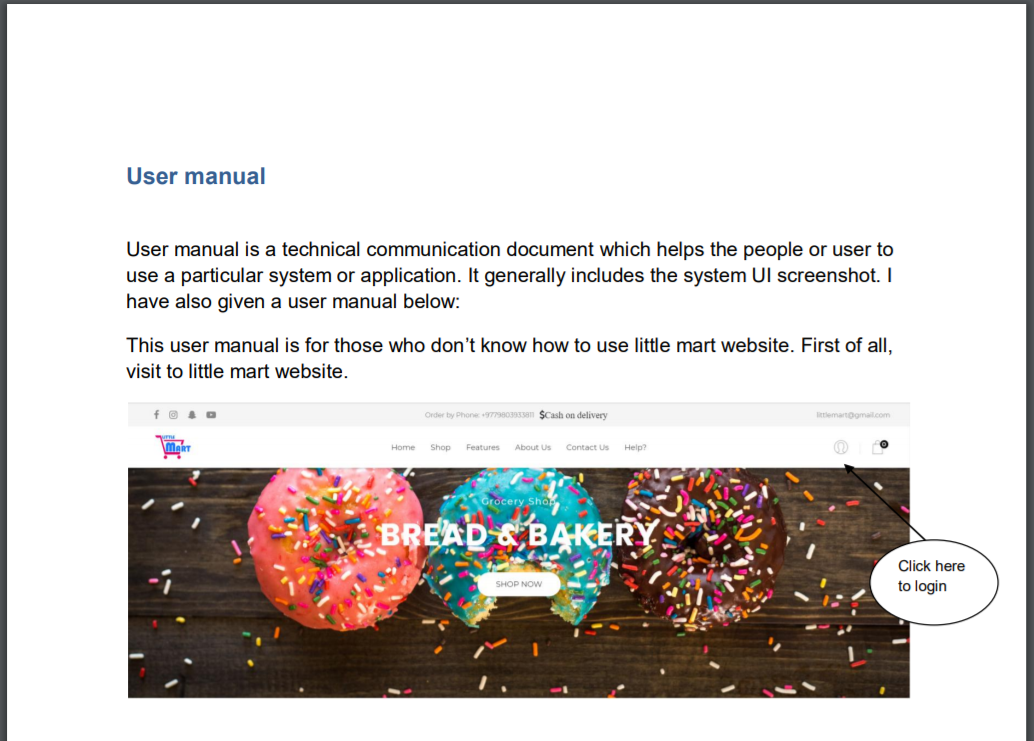 User manual
User manual is a technical communication document which helps the people or user to
use a particular system or application. It generally includes the system UI screenshot. I
have also given a user manual below:
This user manual is for those who don’t know how to use little mart website. First of all,
visit to little mart website.
Order by Phone: +9779803933811 $Cash on delivery
littlemart@gmail.com
LITTLE
MART
Home Shop Features About Us Contact Us Help?
0
Grocery Shop
BREAD & BAKERY
SHOP NOW
Click here
to login